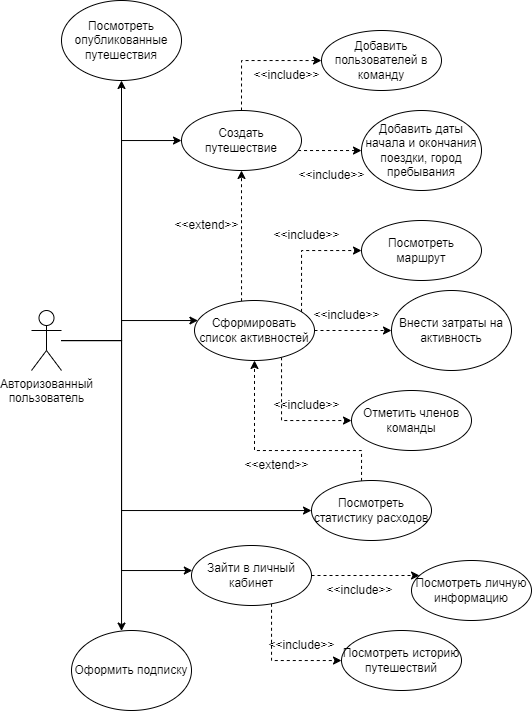 Посмотреть
опубликованные
путешествия
Добавить
пользователей в
команду
<<include>>
Создать
путешествие
Добавить даты
начала и окончания
поездки, город
пребывания
<<include>>
<<extend>>
<<include>>
Посмотреть
маршрут
Сформировать
список активностей
<<include>>
Внести затраты на
активность
Авторизованный
пользователь
<<include>>
Отметить членов
команды
<<extend>>
Посмотреть
статистику расходов
Зайти в личный
кабинет
<<include>>
Посмотреть личную
информацию
<<include>>
Посмотреть историю
путешествий
Оформить подписку